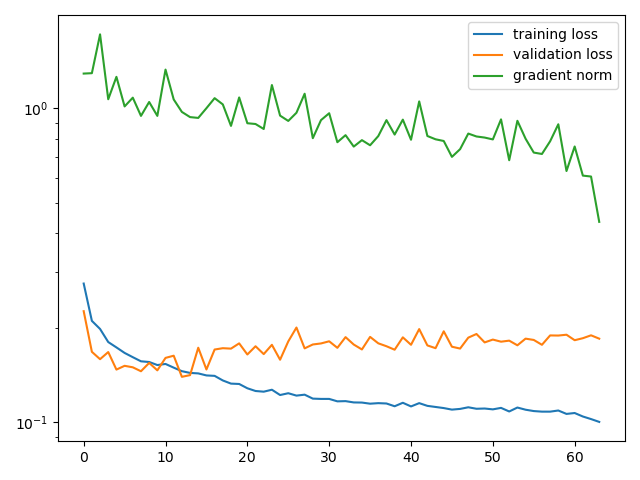 training loss
validation loss
gradient norm
10⁰
10⁻¹
0 10 20 30 40 50 60